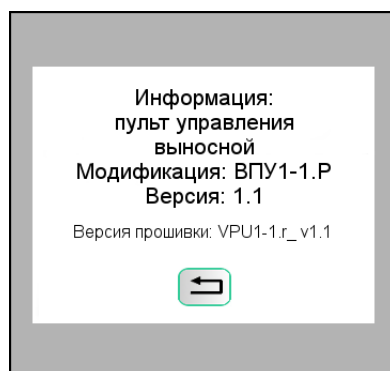 Информация:
пульт управления
выносной
Модификация: ВПУ1-1.Р
Версия: 1.1
Версия прошивки: VPU1-1.r_ v1.1